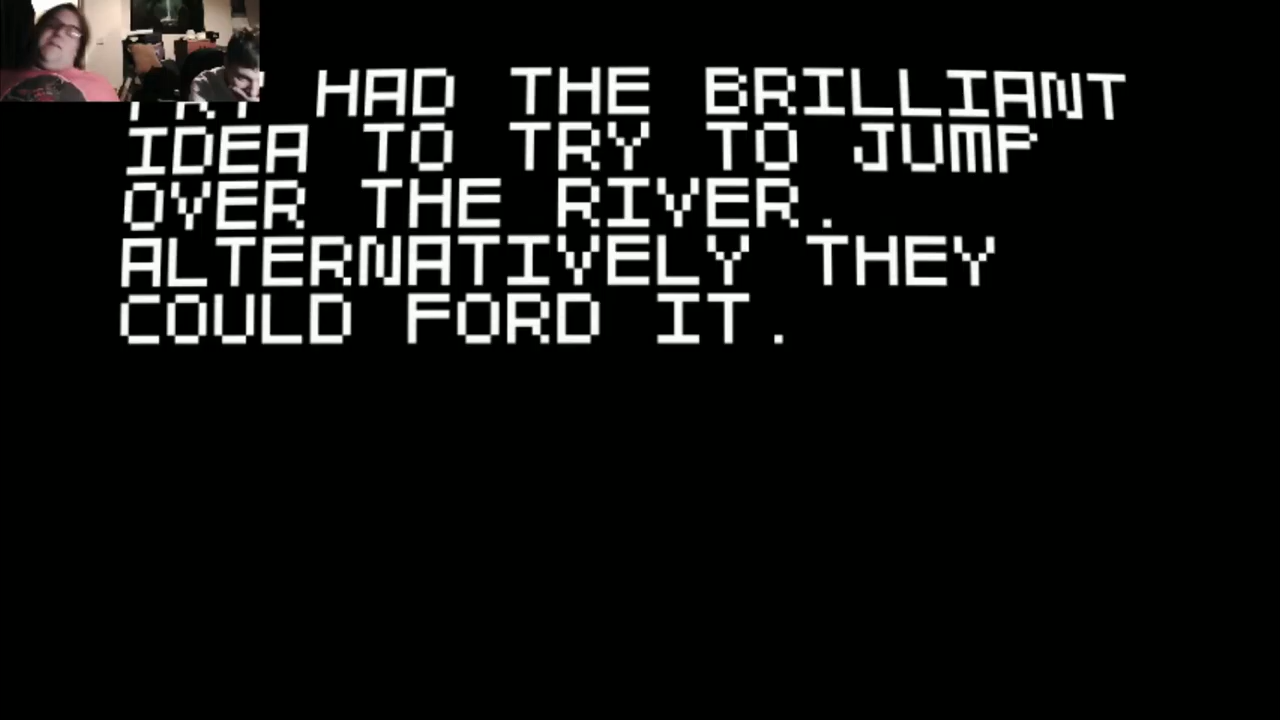 HAD THE BRILLIANT
IDEA TO TRY TO JUMP
OVER THE RIVER.
ALTERNATIVELY THEY
COULD FORD IT.